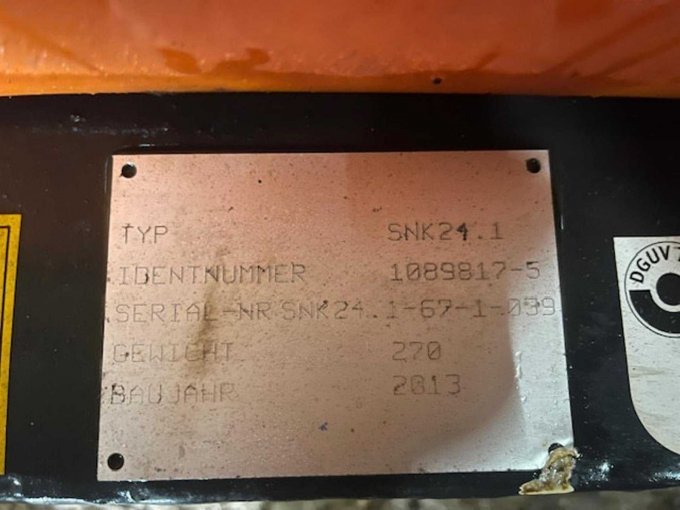 TYP SNK24.1
IDENTNUMMER 1089817-5
SERIAL-NR SNK24.1-67-1-039
GEWICHT 270
BAUJAHR 2013
DGUV